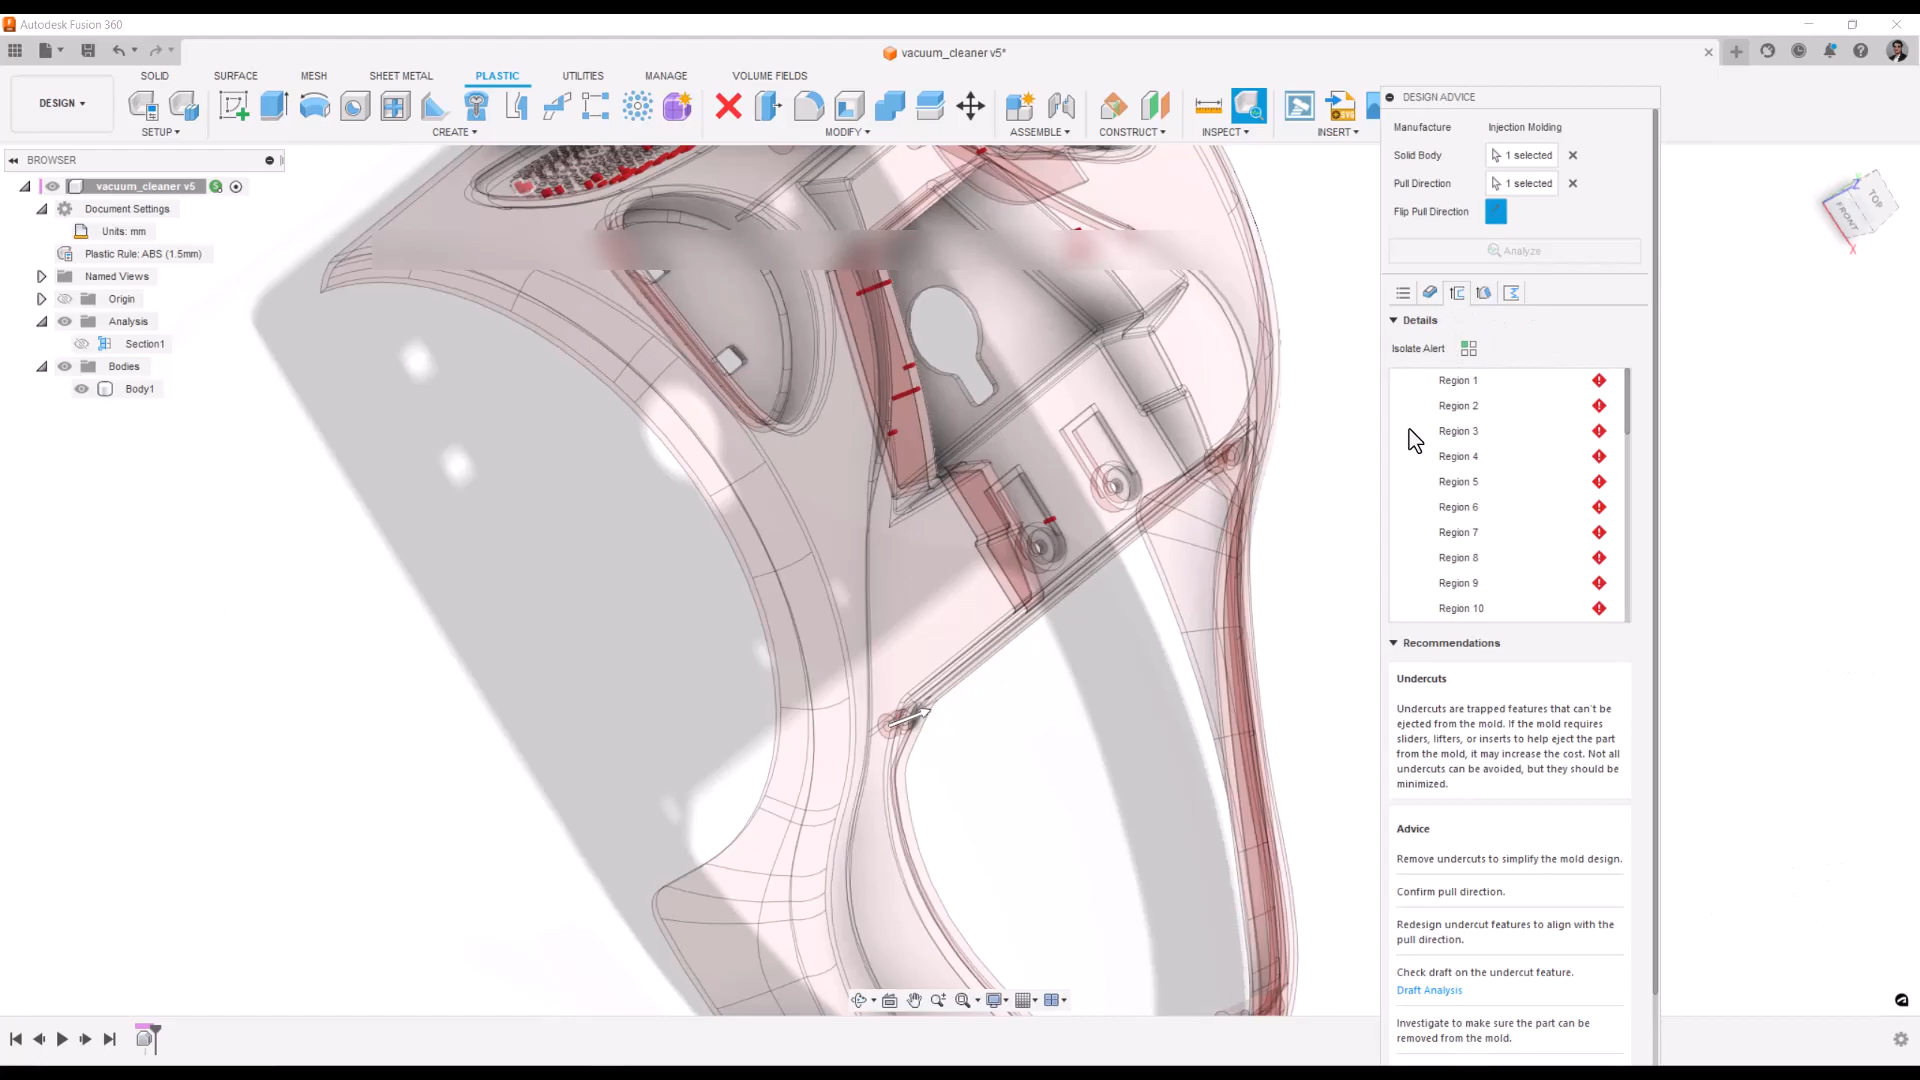 Autodesk Fusion 360
vacuum_cleaner v5*
DESIGN
SOLID SURFACE MESH SHEET METAL PLASTIC UTILITIES MANAGE VOLUME FIELDS
SETUP CREATE MODIFY ASSEMBLE CONSTRUCT INSPECT INSERT
BROWSER
vacuum_cleaner v5
Document Settings
Units: mm
Plastic Rule: ABS (1.5mm)
Named Views
Origin
Analysis
Section1
Bodies
Body1
TOP
FRONT
Z
X
DESIGN ADVICE
Manufacture Injection Molding
Solid Body 1 selected
Pull Direction 1 selected
Flip Pull Direction
Analyze
Details
Isolate Alert
Region 1
Region 2
Region 3
Region 4
Region 5
Region 6
Region 7
Region 8
Region 9
Region 10
Recommendations
Undercuts
Undercuts are trapped features that can't be
ejected from the mold. If the mold requires
sliders, lifters, or inserts to help eject the part
from the mold, it may increase the cost. Not all
undercuts can be avoided, but they should be
minimized.
Advice
Remove undercuts to simplify the mold design.
Confirm pull direction.
Redesign undercut features to align with the
pull direction.
Check draft on the undercut feature.
Draft Analysis
Investigate to make sure the part can be
removed from the mold.